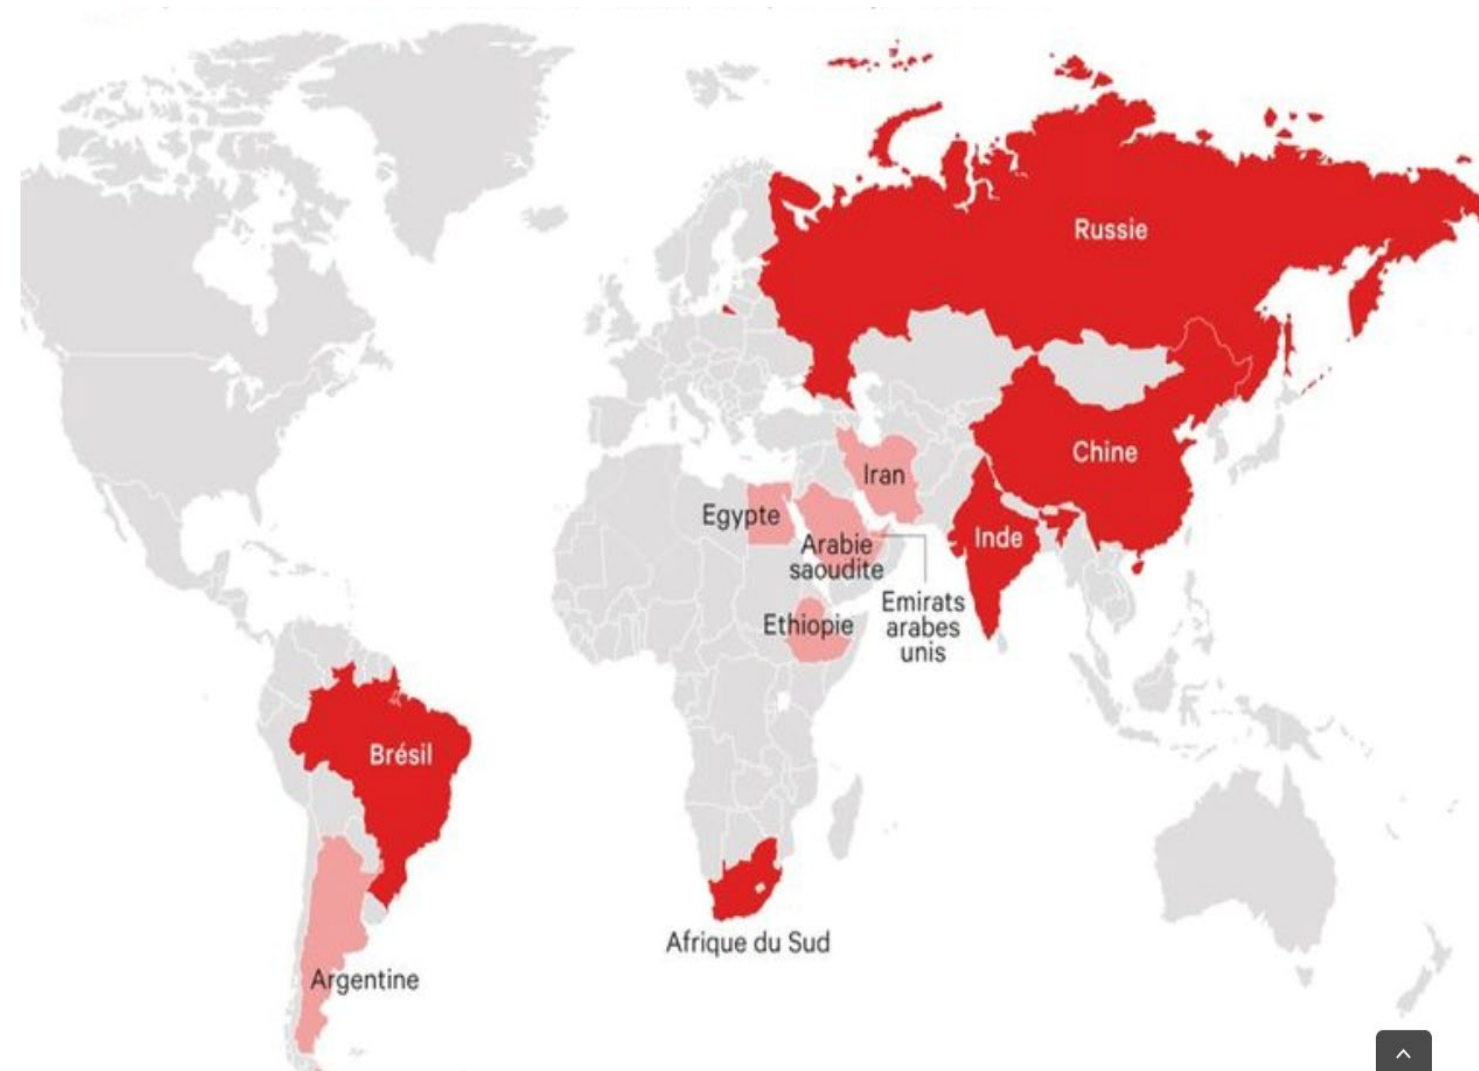 Russie
Chine
Iran
Egypte
Inde
Arabie
saoudite
Emirats
arabes
unis
Ethiopie
Brésil
Afrique du Sud
Argentine